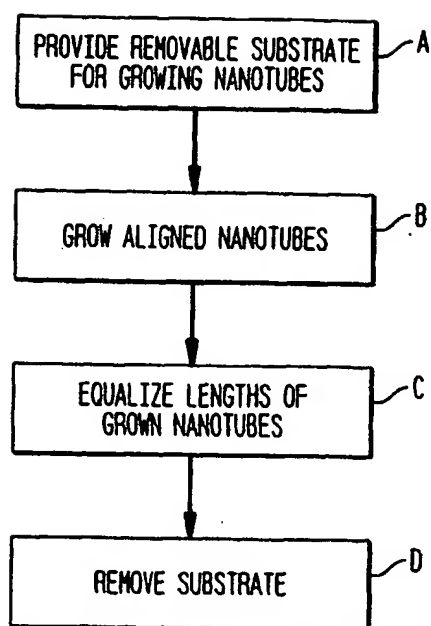 PROVIDE REMOVABLE SUBSTRATE
FOR GROWING NANOTUBES
A
GROW ALIGNED NANOTUBES
B
EQUALIZE LENGTHS OF
GROWN NANOTUBES
C
REMOVE SUBSTRATE
D